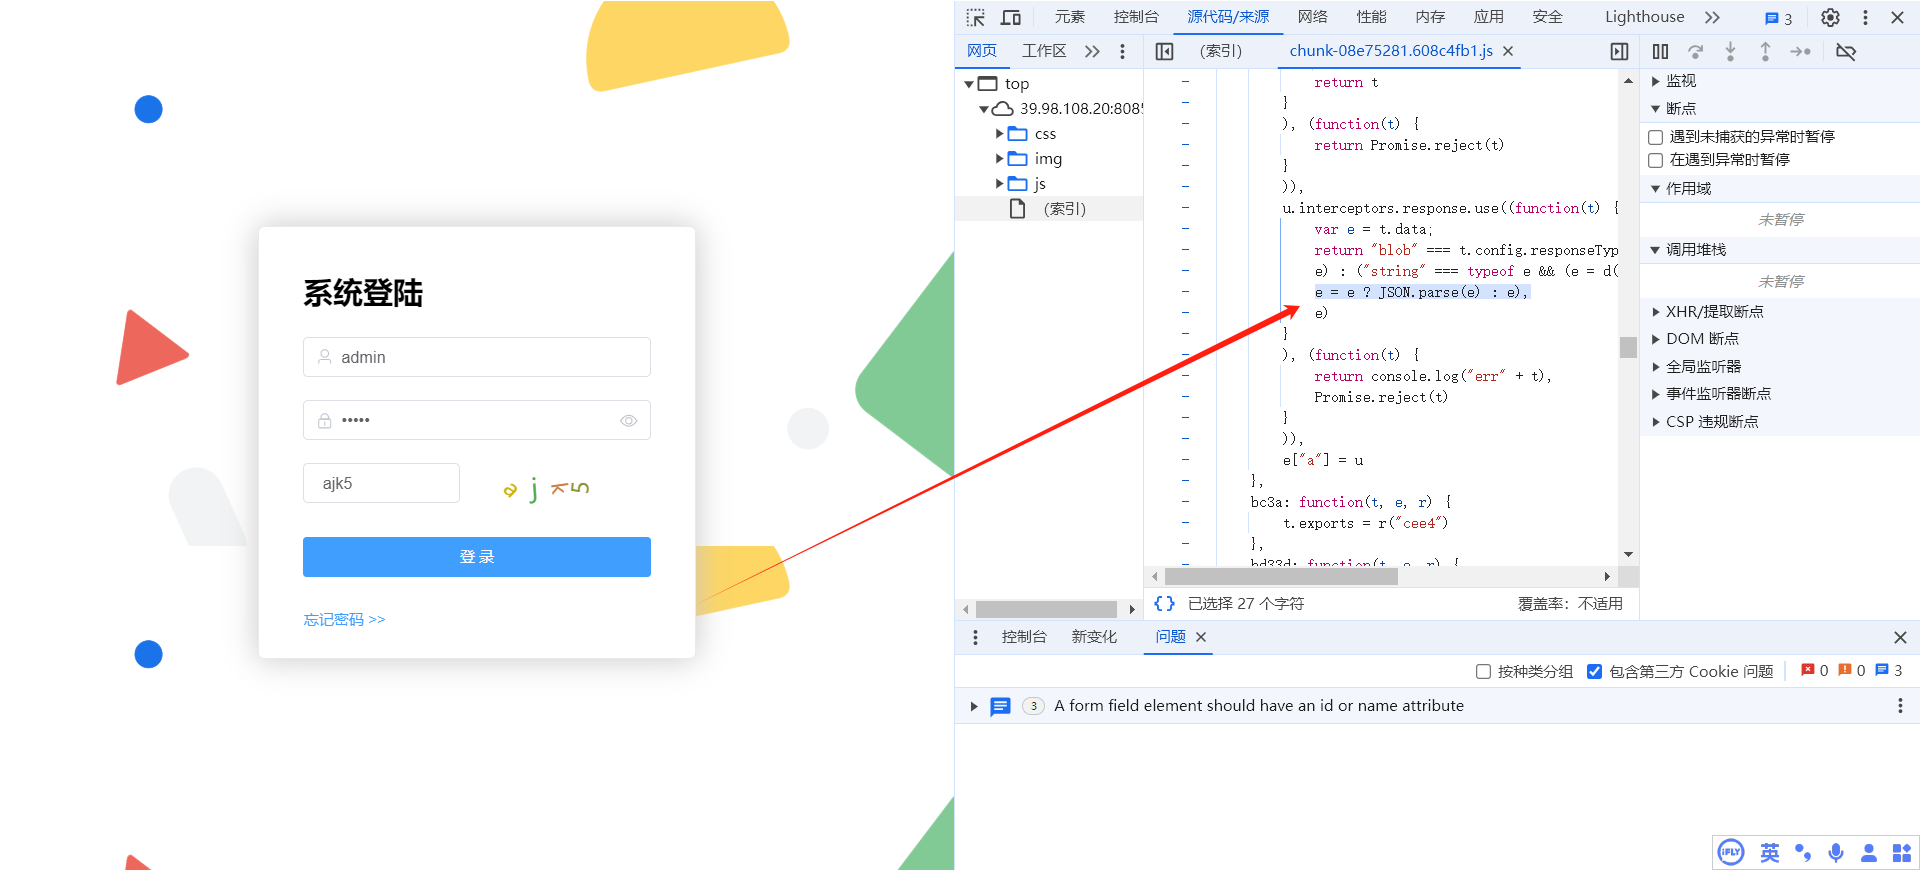 系统登陆
admin
•••••
ajk5
a j k 5
登 录
忘记密码 >>
元素 控制台 源代码/来源 网络 性能 内存 应用 安全 Lighthouse 3
网页 工作区 (索引) chunk-08e75281.608c4fb1.js
top
39.98.108.20:8085
css
img
js
(索引)
return t
}
), (function(t) {
return Promise.reject(t)
}
)),
u.interceptors.response.use((function(t) {
var e = t.data;
return "blob" === t.config.responseTyp
e) : ("string" === typeof e && (e = d(
e = e ? JSON.parse(e) : e),
e)
}
), (function(t) {
return console.log("err" + t),
Promise.reject(t)
}
)),
e["a"] = u
},
bc3a: function(t, e, r) {
t.exports = r("cee4")
},
bd33d: function(t, e, r) {
{} 已选择 27 个字符 覆盖率：不适用
监视
断点
遇到未捕获的异常时暂停
在遇到异常时暂停
作用域
未暂停
调用堆栈
未暂停
XHR/提取断点
DOM 断点
全局监听器
事件监听器断点
CSP 违规断点
控制台 新变化 问题
按种类分组 包含第三方 Cookie 问题 0 0 3
3 A form field element should have an id or name attribute
iFLY 英